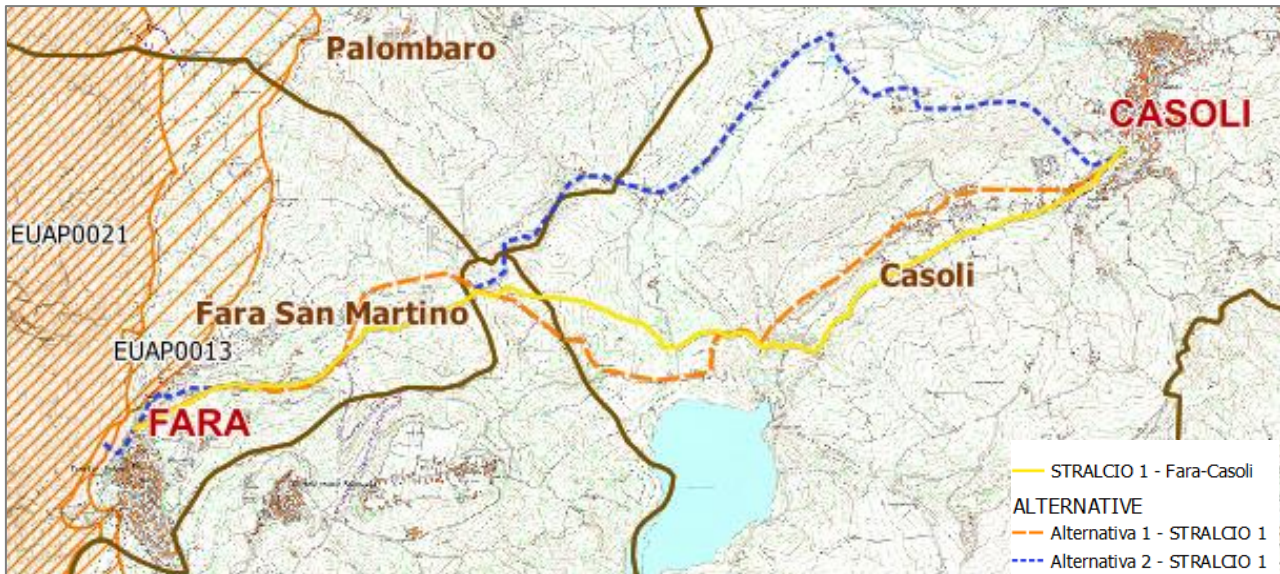 Palombaro
CASOLI
EUAP0021
Casoli
Fara San Martino
EUAP0013
FARA
STRALCIO 1 - Fara-Casoli
ALTERNATIVE
Alternativa 1 - STRALCIO 1
Alternativa 2 - STRALCIO 1